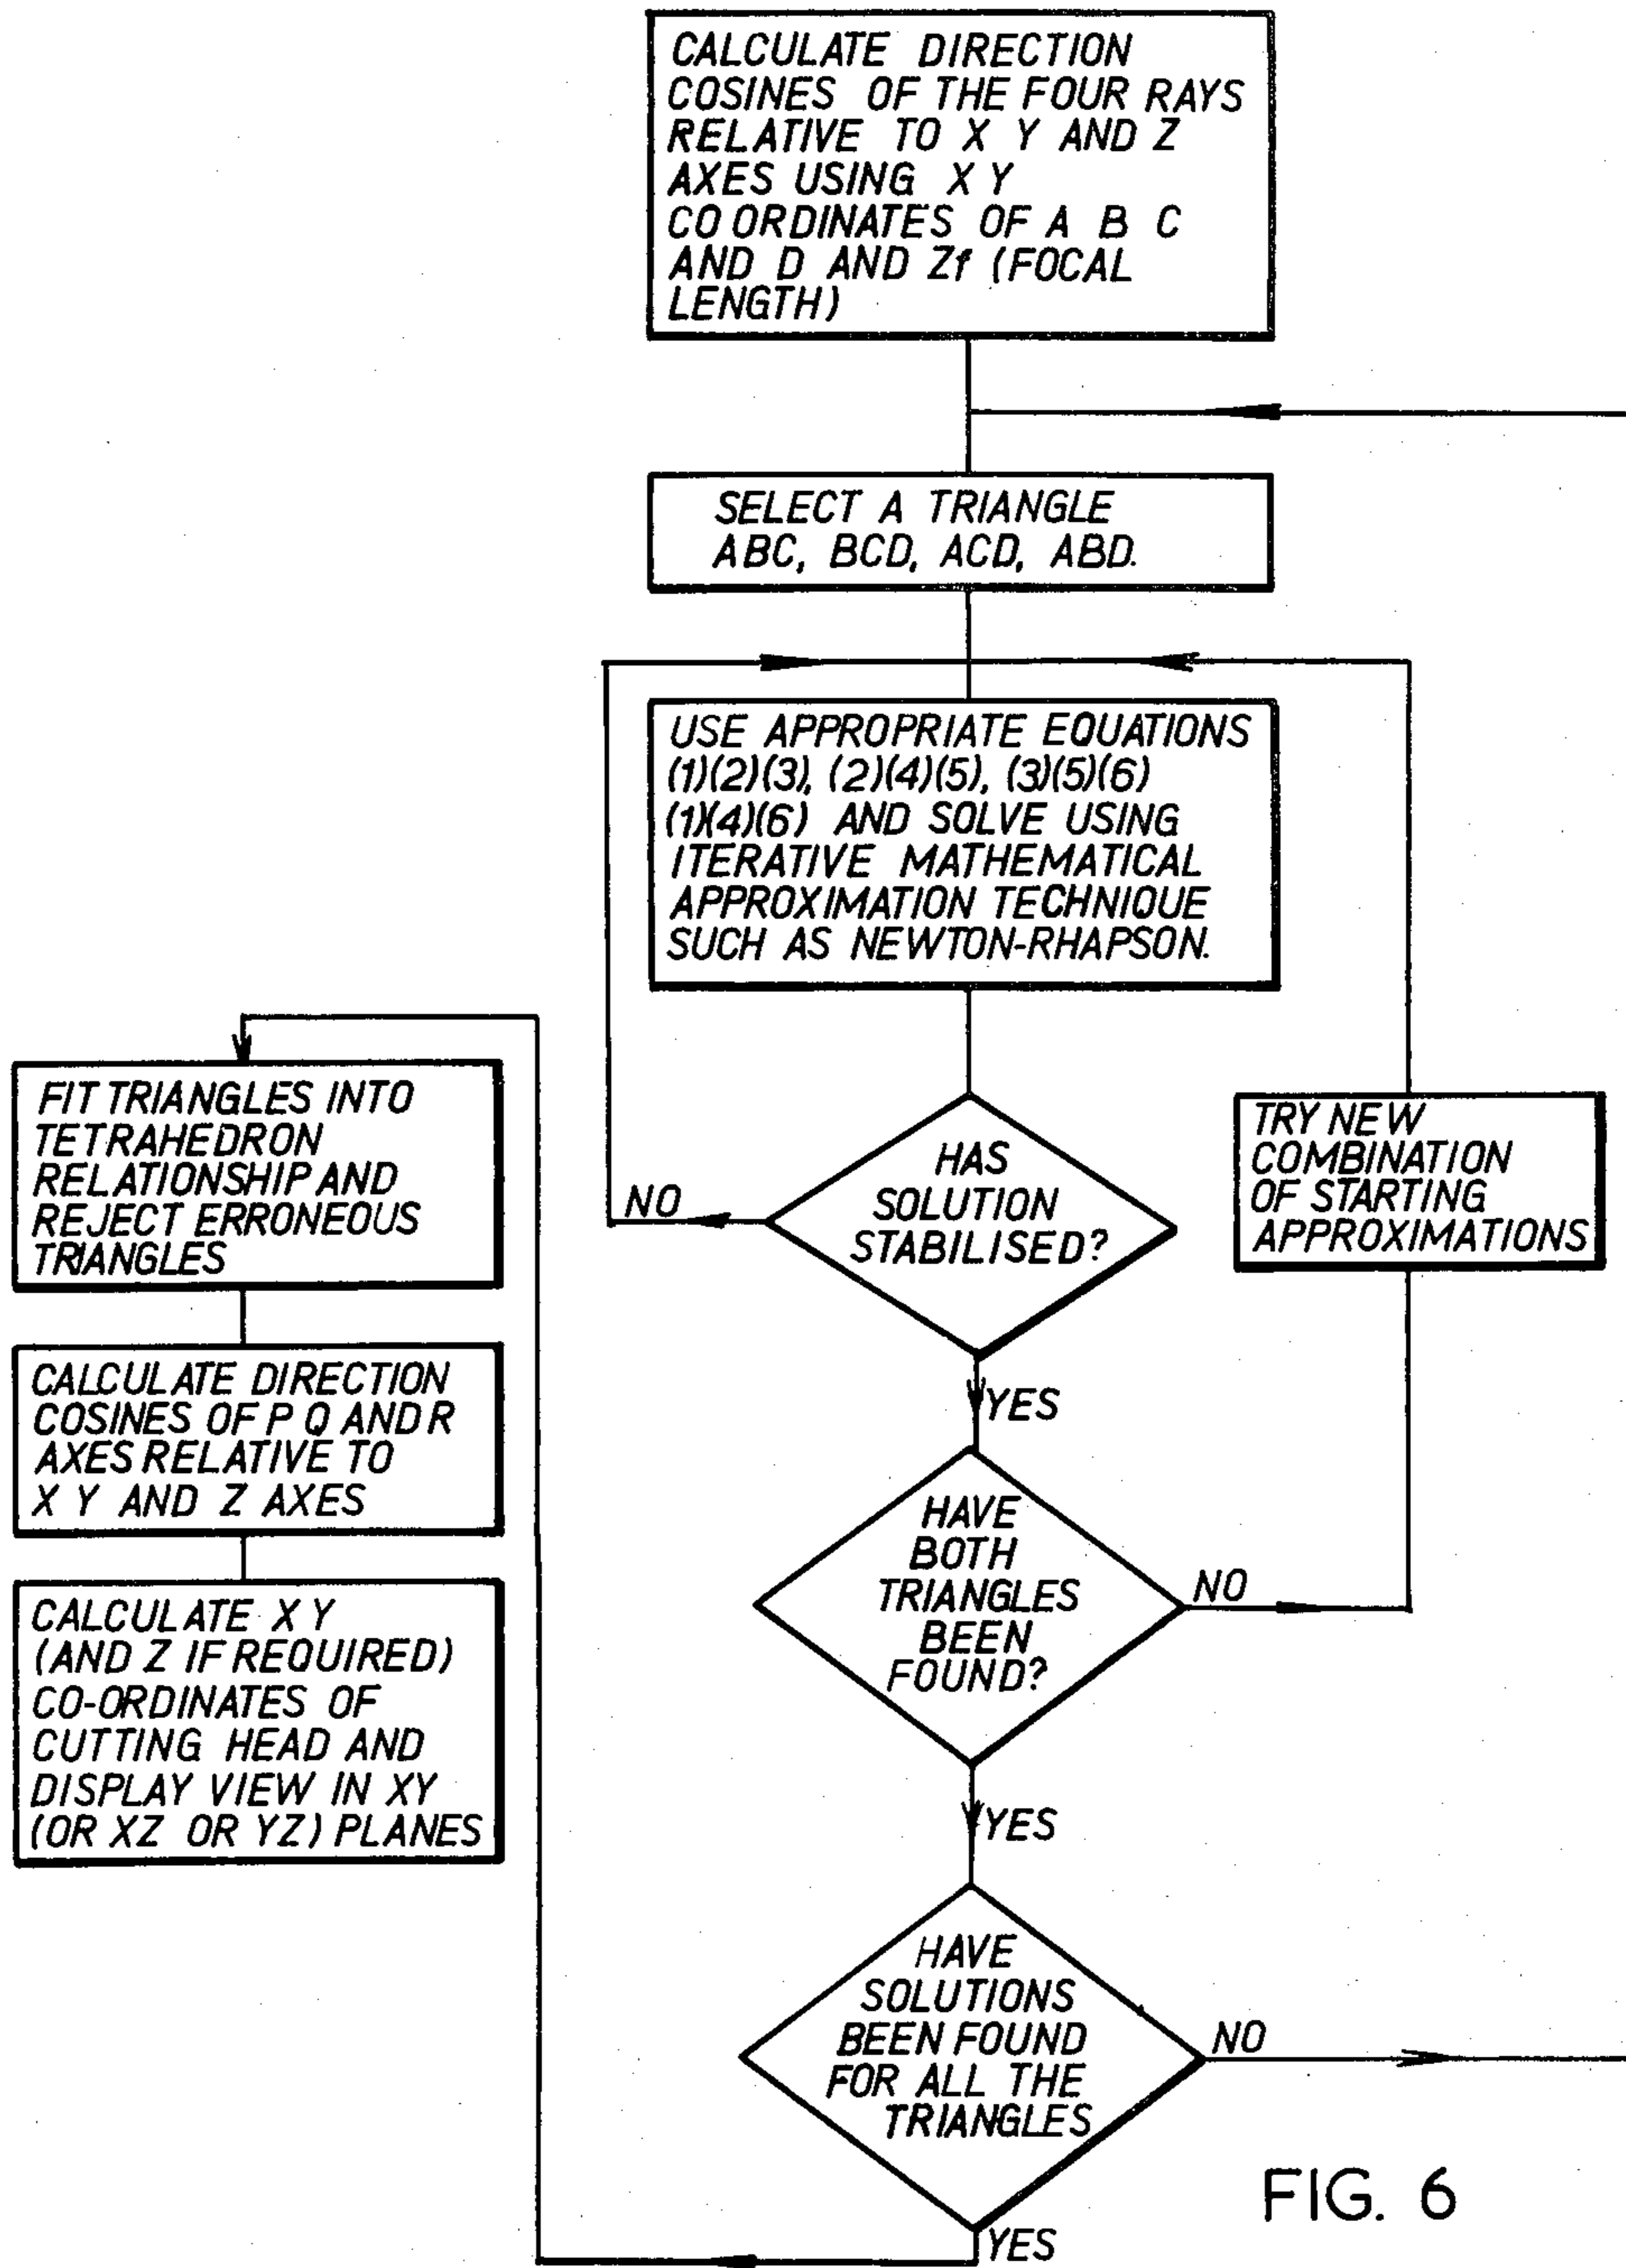 CALCULATE DIRECTION
COSINES OF THE FOUR RAYS
RELATIVE TO X Y AND Z
AXES USING X Y
CO ORDINATES OF A B C
AND D AND Zf (FOCAL
LENGTH)
SELECT A TRIANGLE
ABC, BCD, ACD, ABD.
USE APPROPRIATE EQUATIONS
(1)(2)(3), (2)(4)(5), (3)(5)(6)
(1)(4)(6) AND SOLVE USING
ITERATIVE MATHEMATICAL
APPROXIMATION TECHNIQUE
SUCH AS NEWTON-RHAPSON.
HAS
SOLUTION
STABILISED?
NO
YES
TRY NEW
COMBINATION
OF STARTING
APPROXIMATIONS
HAVE
BOTH
TRIANGLES
BEEN
FOUND?
NO
YES
HAVE
SOLUTIONS
BEEN FOUND
FOR ALL THE
TRIANGLES
NO
YES
FIT TRIANGLES INTO
TETRAHEDRON
RELATIONSHIP AND
REJECT ERRONEOUS
TRIANGLES
CALCULATE DIRECTION
COSINES OF P Q AND R
AXES RELATIVE TO
X Y AND Z AXES
CALCULATE X Y
(AND Z IF REQUIRED)
CO-ORDINATES OF
CUTTING HEAD AND
DISPLAY VIEW IN XY
(OR XZ OR YZ) PLANES
FIG. 6